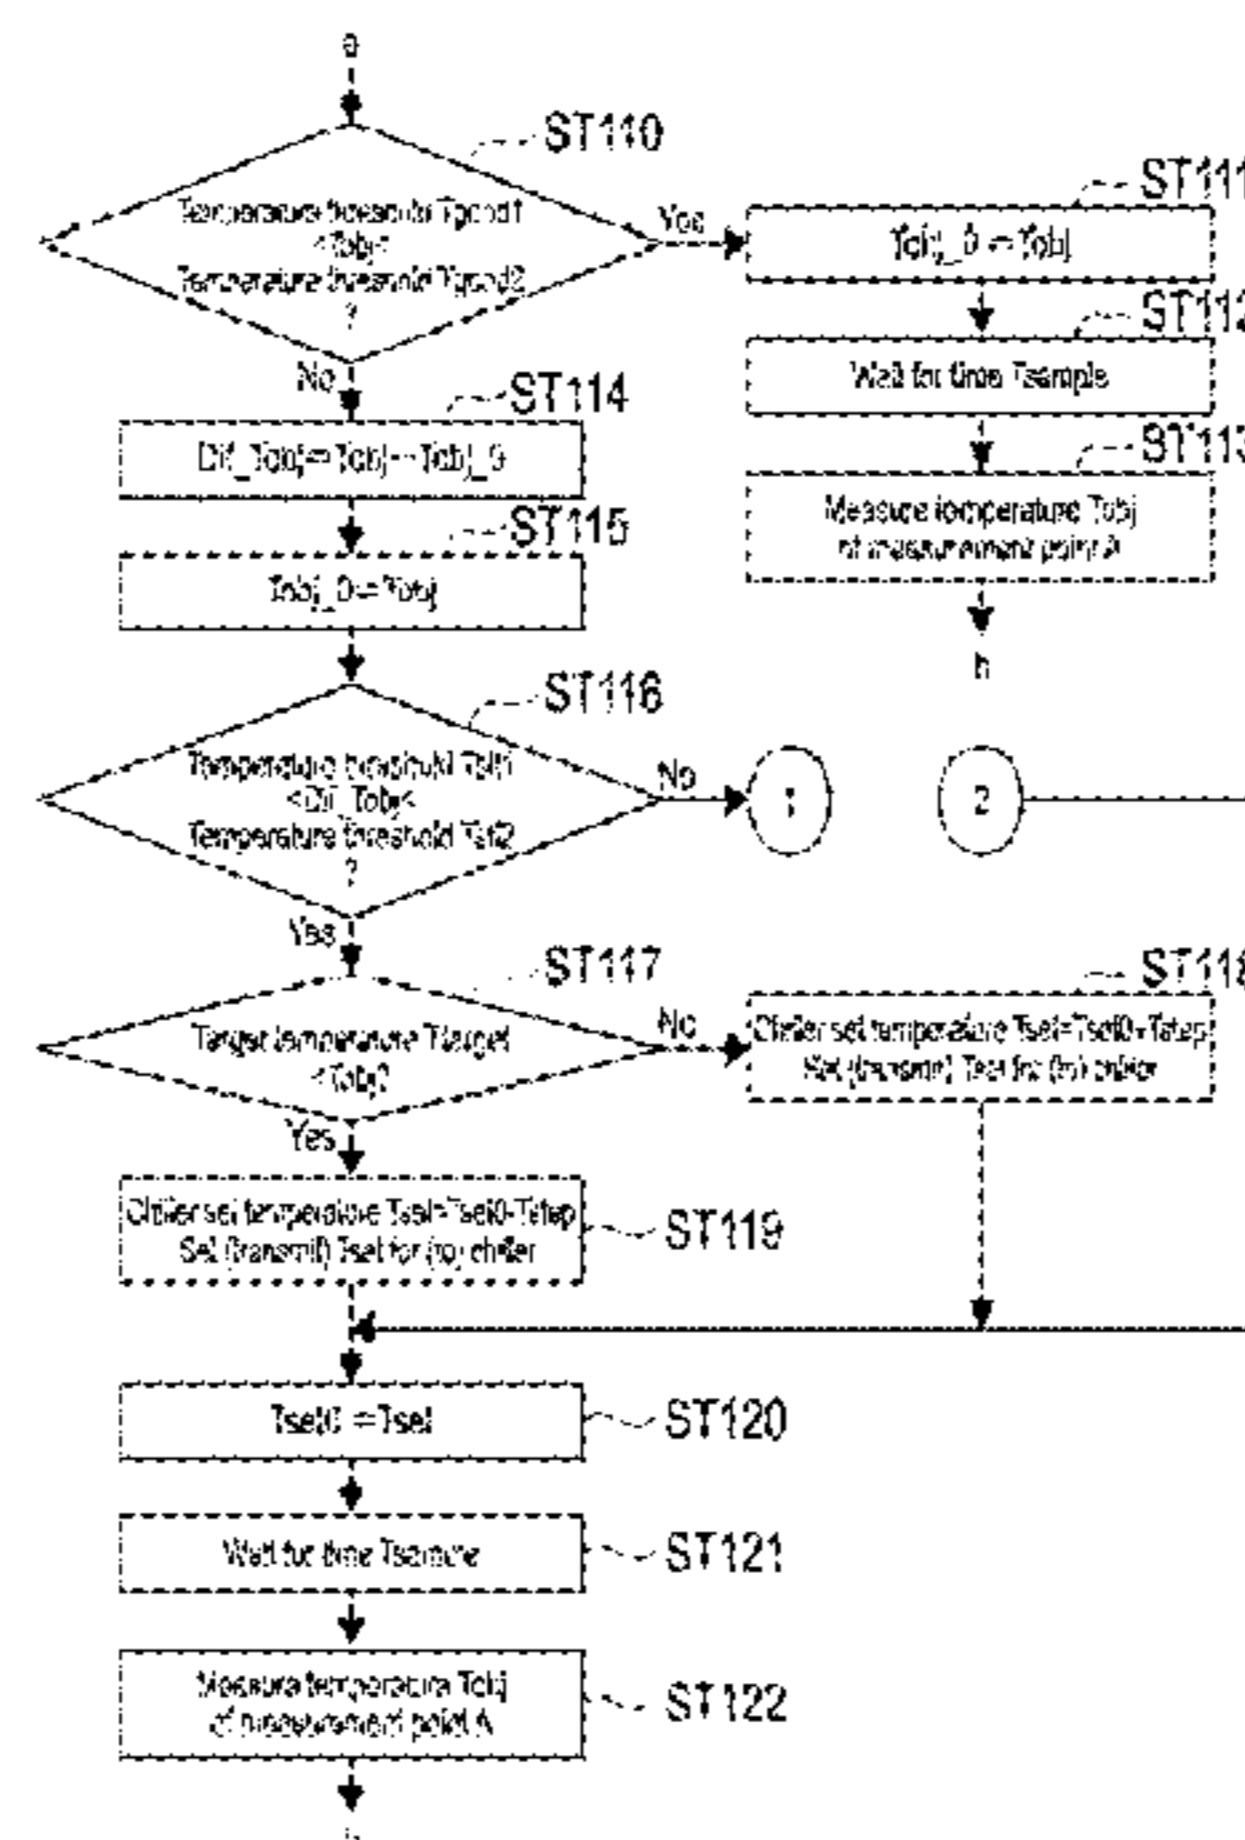 ST110
Temperature threshold Tgood1
<Tobj<
Temperature threshold Tgood2
?
Yes
ST111
Tobj_0 = Tobj
ST112
Wait for time Tsample
ST113
Measure temperature Tobj
of measurement point A
h
No
ST114
Dif_Tobj=Tobj-Tobj_0
ST115
Tobj_0 = Tobj
ST116
Temperature threshold
<Dif_Tobj<
Temperature threshold
?
No
1
2
Yes
ST117
Target temperature Ttarget
<Tobj?
No
ST118
Chiller set temperature Tset=Tset0+Tstep
Set (transmit) Tset for (to) chiller
Yes
Chiller set temperature Tset=Tset0-Tstep
Set (transmit) Tset for (to) chiller
ST119
Tset0 =Tset
ST120
Wait for time
ST121
Measure temperature Tobj
of measurement point A
ST122